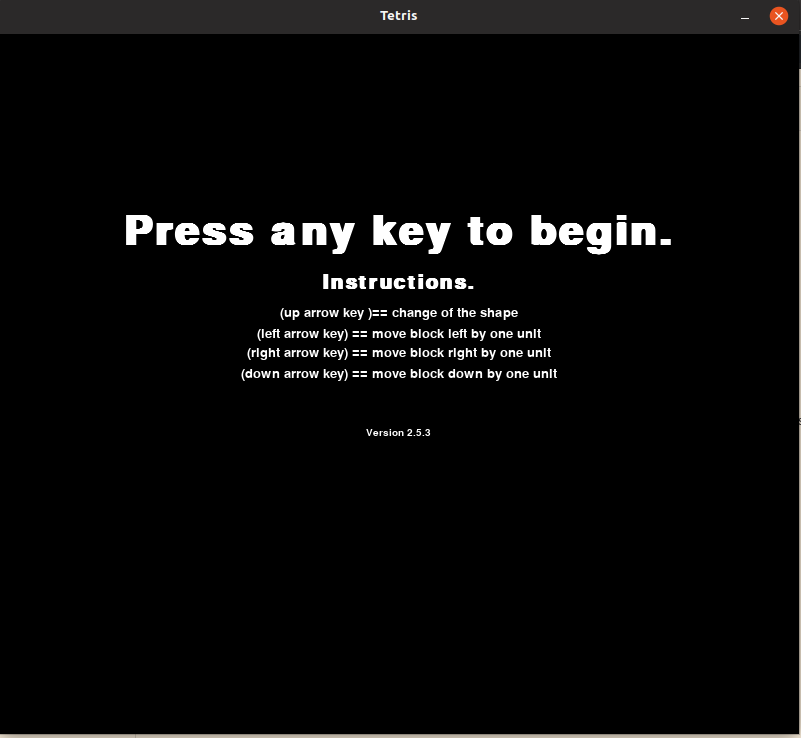 Tetris
Press any key to begin.
Instructions.
(up arrow key )== change of the shape
(left arrow key) == move block left by one unit
(right arrow key) == move block right by one unit
(down arrow key) == move block down by one unit
Version 2.5.3